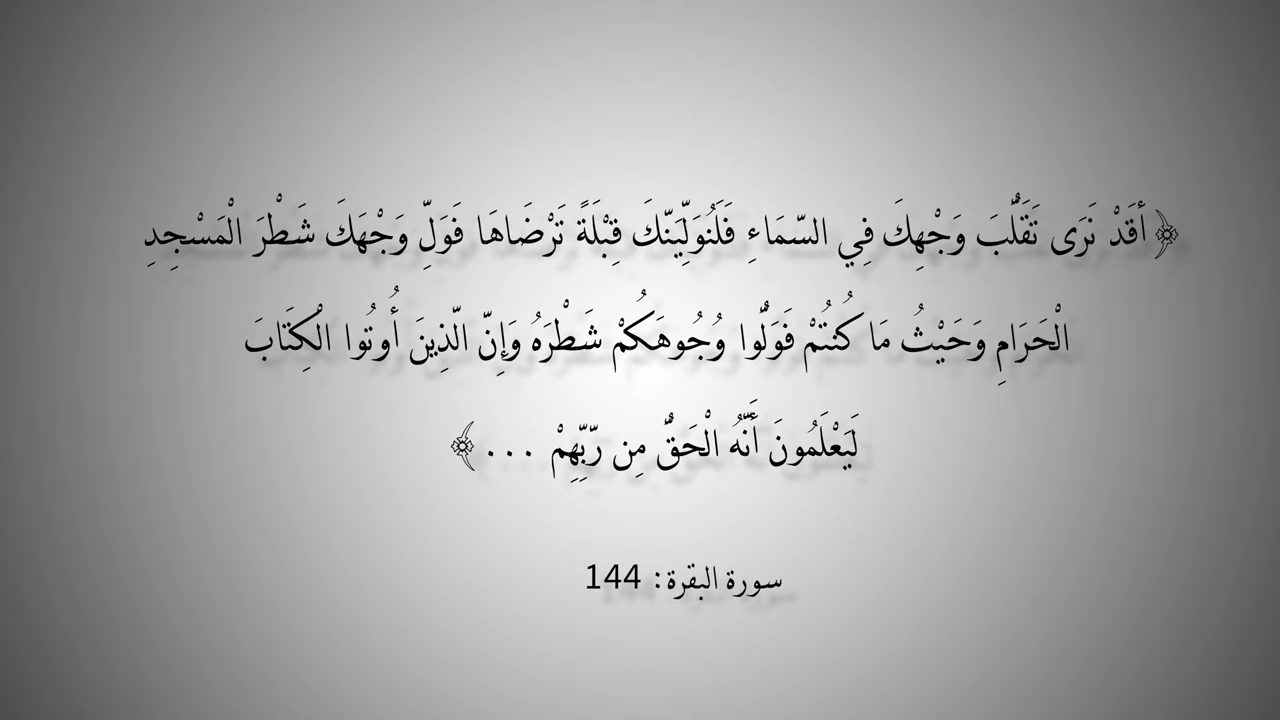 ﴿ أقَدْ نَرَى تَقَلُّبَ وَجْهِكَ فِي السّمَاءِ فَلَنُوَلِّيَنّكَ قِبْلَةً تَرْضَاهَا فَوَلِّ وَجْهَكَ شَطْرَ الْمَسْجِدِ
الْحَرَامِ وَحَيْثُ مَا كُنتُمْ فَوَلُّوا وُجُوهَكُمْ شَطْرَهُ وَإِنّ الّذِينَ أُوتُوا الْكِتَابَ
لَيَعْلَمُونَ أَنّهُ الْحَقُّ مِن رّبِّهِمْ ... ﴾
سورة البقرة: 144